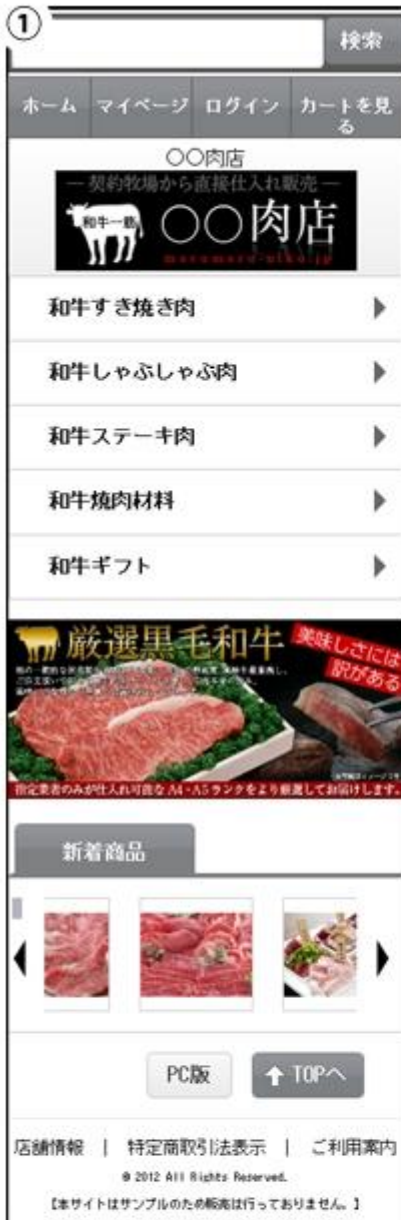 ①
検索
ホーム マイページ ログイン カートを見る
〇〇肉店
― 契約牧場から直接仕入れ販売 ―
和牛一筋
〇〇肉店
和牛すき焼き肉
和牛しゃぶしゃぶ肉
和牛ステーキ肉
和牛焼肉材料
和牛ギフト
厳選黒毛和牛
美味しさには
訳がある
指定業者のみが仕入れ可能な A4・A5 ランクをより厳選してお届けします。
新着商品
PC版
TOPへ
店舗情報 | 特定商取引法表示 | ご利用案内
© 2012 All Rights Reserved.
【本サイトはサンプルのため販売は行っておりません。】